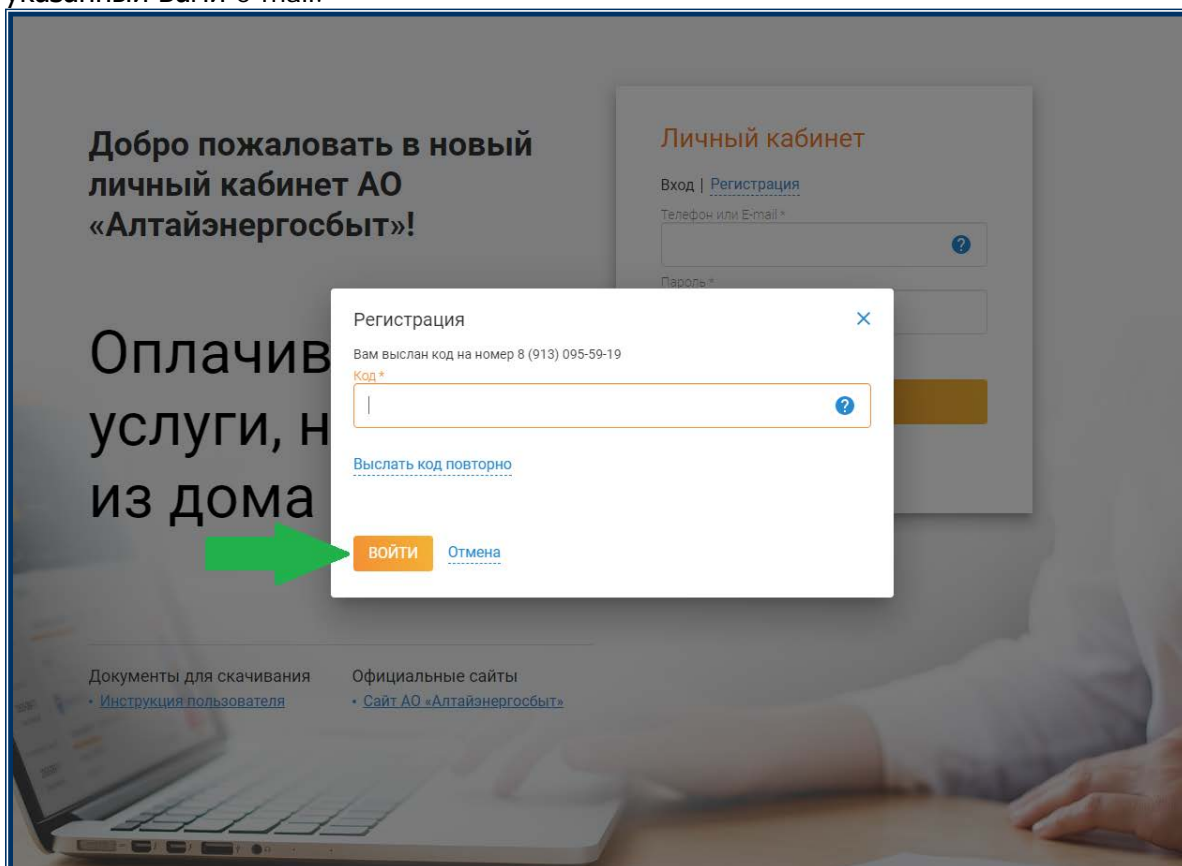 указанный вами e-mail
Добро пожаловать в новый
личный кабинет АО
«Алтайэнергосбыт»!
Оплачив
услуги, н
из дома
Личный кабинет
Вход | Регистрация
Телефон или E-mail *
Пароль *
Регистрация
Вам выслан код на номер 8 (913) 095-59-19
Код *
Выслать код повторно
ВОЙТИ Отмена
Документы для скачивания
• Инструкция пользователя
Официальные сайты
• Сайт АО «Алтайэнергосбыт»